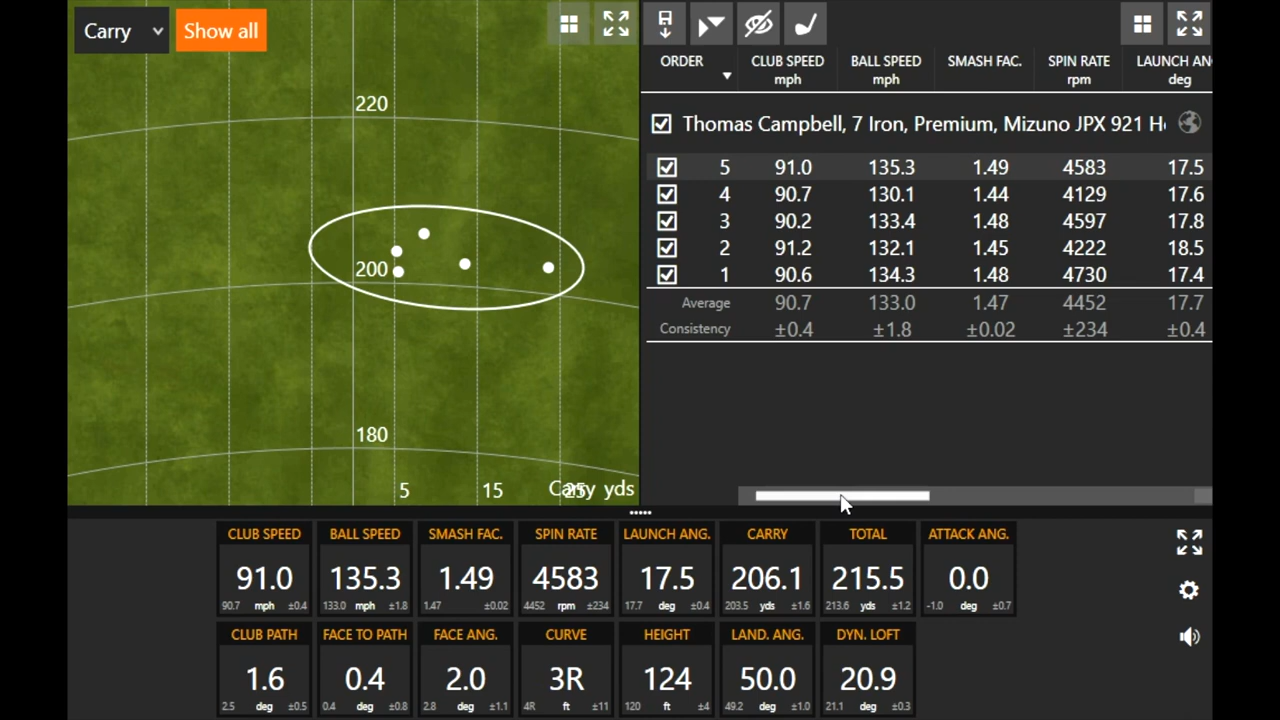 Carry
Show all
220
200
180
5
15
25
Carry yds
ORDER CLUB SPEED BALL SPEED SMASH FAC. SPIN RATE LAUNCH AN
mph mph rpm deg
Thomas Campbell, 7 Iron, Premium, Mizuno JPX 921 H
5 91.0 135.3 1.49 4583 17.5
4 90.7 130.1 1.44 4129 17.6
3 90.2 133.4 1.48 4597 17.8
2 91.2 132.1 1.45 4222 18.5
1 90.6 134.3 1.48 4730 17.4
Average 90.7 133.0 1.47 4452 17.7
Consistency ±0.4 ±1.8 ±0.02 ±234 ±0.4
CLUB SPEED BALL SPEED SMASH FAC. SPIN RATE LAUNCH ANG. CARRY TOTAL ATTACK ANG.
91.0 135.3 1.49 4583 17.5 206.1 215.5 0.0
90.7 mph ±0.4 133.0 mph ±1.8 1.47 ±0.02 4452 rpm ±234 17.7 deg ±0.4 203.5 yds ±1.6 213.6 yds ±1.2 -1.0 deg ±0.7
CLUB PATH FACE TO PATH FACE ANG. CURVE HEIGHT LAND. ANG. DYN. LOFT
1.6 0.4 2.0 3R 124 50.0 20.9
2.5 deg ±0.5 0.4 deg ±0.8 2.8 deg ±1.1 4R ft ±11 120 ft ±4 49.2 deg ±1.0 21.1 deg ±0.3